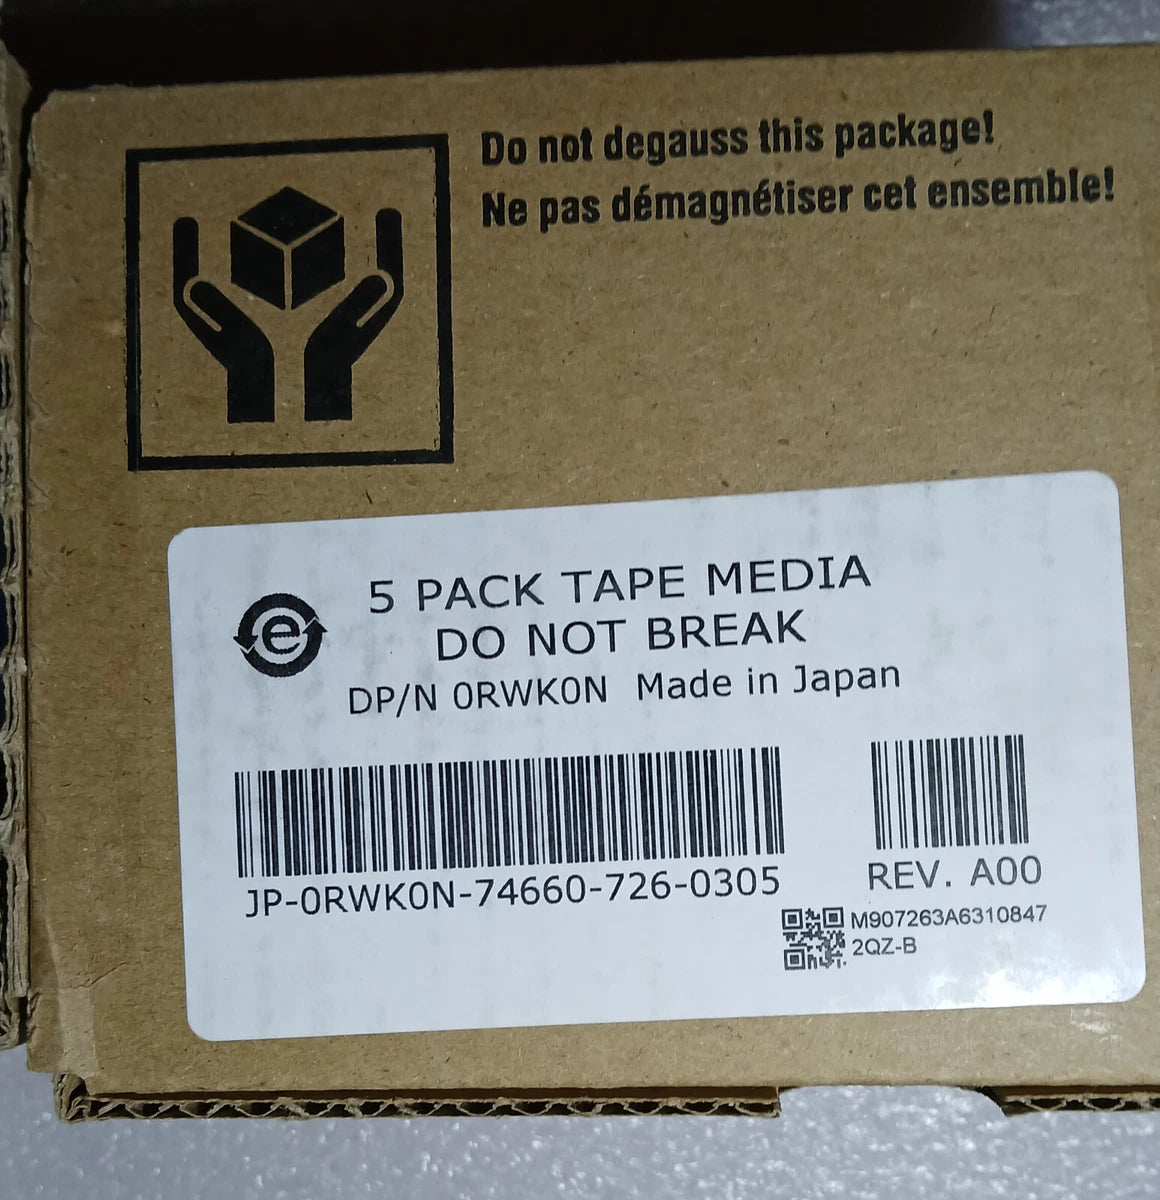 Do not degauss this package!
Ne pas démagnétiser cet ensemble!
e
5 PACK TAPE MEDIA
DO NOT BREAK
DP/N 0RWK0N Made in Japan
JP-0RWK0N-74660-726-0305
REV. A00
M907263A6310847
2QZ-B